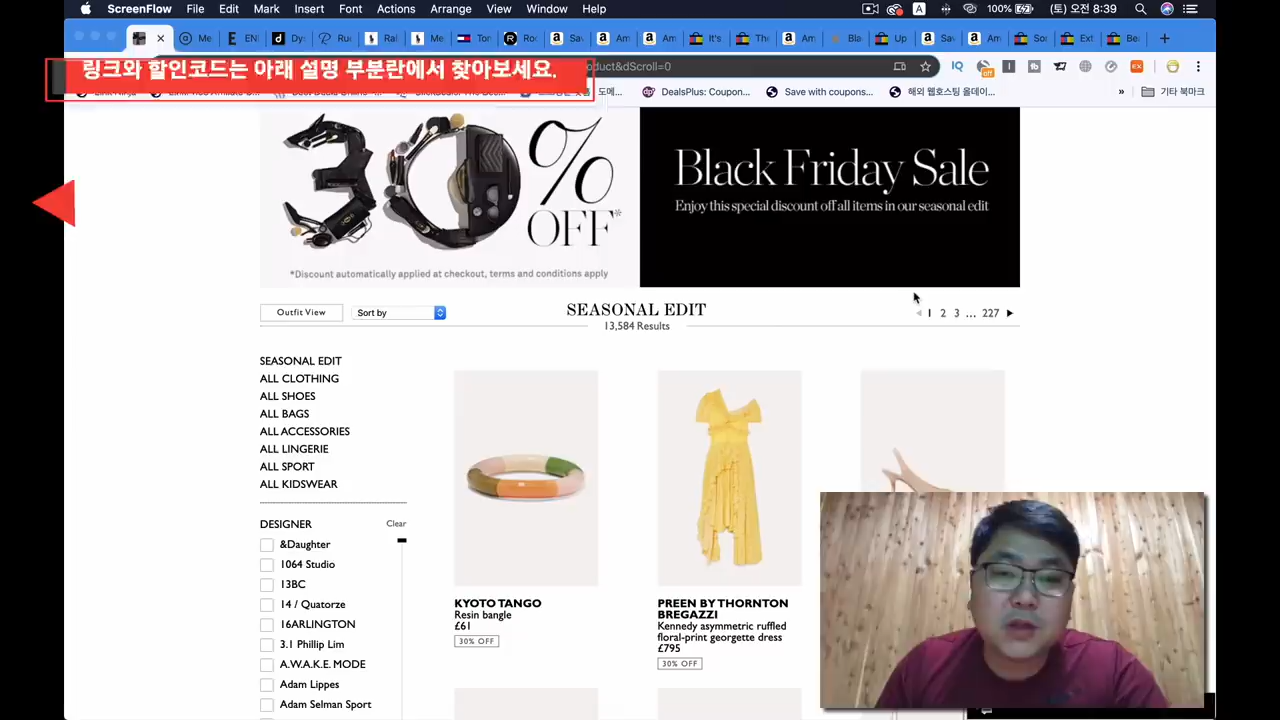 ScreenFlow File Edit Mark Insert Font Actions Arrange View Window Help 100% (토) 오전 8:39
링크와 할인코드는 아래 설명 부분란에서 찾아보세요.
oduct&dScroll=0
DealsPlus: Coupon... Save with coupons... 해외 웹호스팅 올데이... » 기타 북마크
30% OFF*
*Discount automatically applied at checkout, terms and conditions apply
Black Friday Sale
Enjoy this special discount off all items in our seasonal edit
Outfit View Sort by SEASONAL EDIT 1 2 3 ... 227
13,584 Results
SEASONAL EDIT
ALL CLOTHING
ALL SHOES
ALL BAGS
ALL ACCESSORIES
ALL LINGERIE
ALL SPORT
ALL KIDSWEAR
DESIGNER Clear
&Daughter
1064 Studio
13BC
14 / Quatorze
16ARLINGTON
3.1 Phillip Lim
A.W.A.K.E. MODE
Adam Lippes
Adam Selman Sport
KYOTO TANGO
Resin bangle
£61
30% OFF
PREEN BY THORNTON
BREGAZZI
Kennedy asymmetric ruffled
floral-print georgette dress
£795
30% OFF